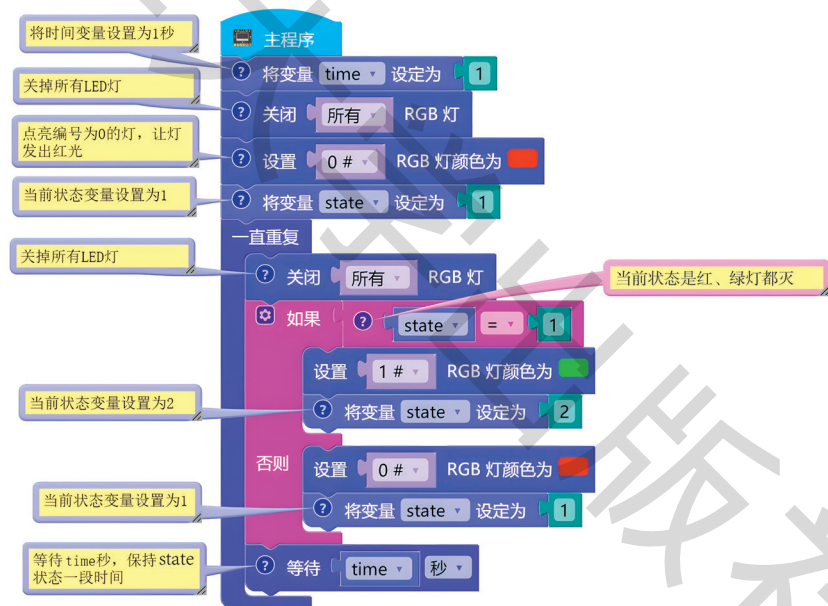 将时间变量设置为1秒
主程序
? 将变量 time 设定为 1
关掉所有LED灯
? 关闭 所有 RGB 灯
点亮编号为0的灯，让灯
发出红光
? 设置 0 # RGB 灯颜色为
当前状态变量设置为1
? 将变量 state 设定为 1
一直重复
关掉所有LED灯
? 关闭 所有 RGB 灯
当前状态是红、绿灯都灭
如果 ? state = 1
设置 1 # RGB 灯颜色为
当前状态变量设置为2
? 将变量 state 设定为 2
否则 设置 0 # RGB 灯颜色为
当前状态变量设置为1
? 将变量 state 设定为 1
等待time秒，保持state
状态一段时间
? 等待 time 秒